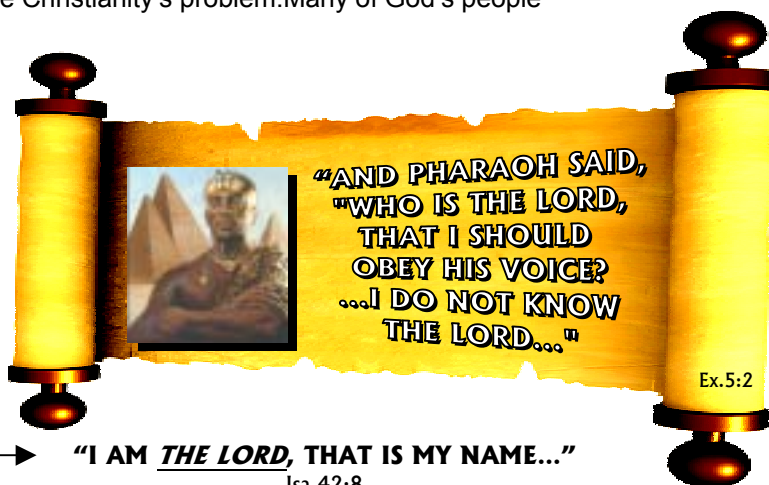 Christianity's problem.Many of God's people
“AND PHARAOH SAID,
"WHO IS THE LORD,
THAT I SHOULD
OBEY HIS VOICE?
...I DO NOT KNOW
THE LORD..."
Ex.5:2
“I AM THE LORD, THAT IS MY NAME...”
Isa.42:8